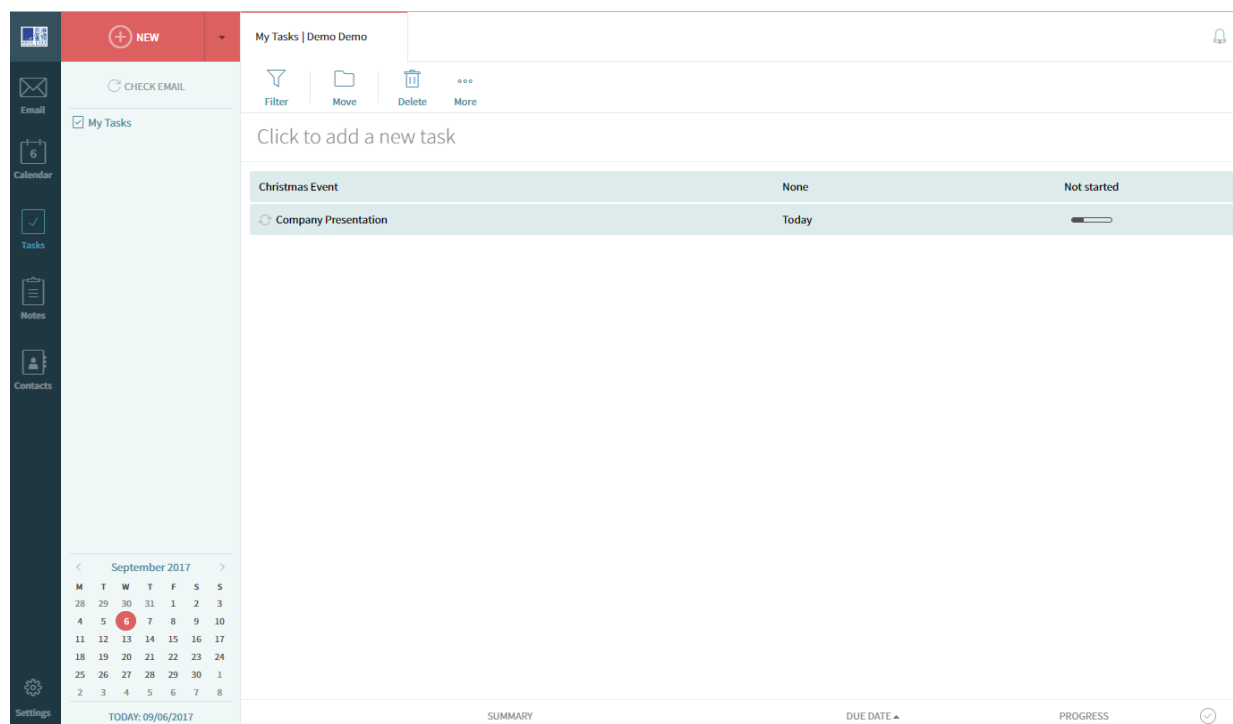 NEW
My Tasks | Demo Demo
CHECK EMAIL
Filter
Move
Delete
More
Email
My Tasks
Click to add a new task
6
Calendar
Christmas Event None Not started
Company Presentation Today
Tasks
Notes
Contacts
September 2017
M T W T F S S
28 29 30 31 1 2 3
4 5 6 7 8 9 10
11 12 13 14 15 16 17
18 19 20 21 22 23 24
25 26 27 28 29 30 1
2 3 4 5 6 7 8
Settings
TODAY: 09/06/2017
SUMMARY DUE DATE PROGRESS